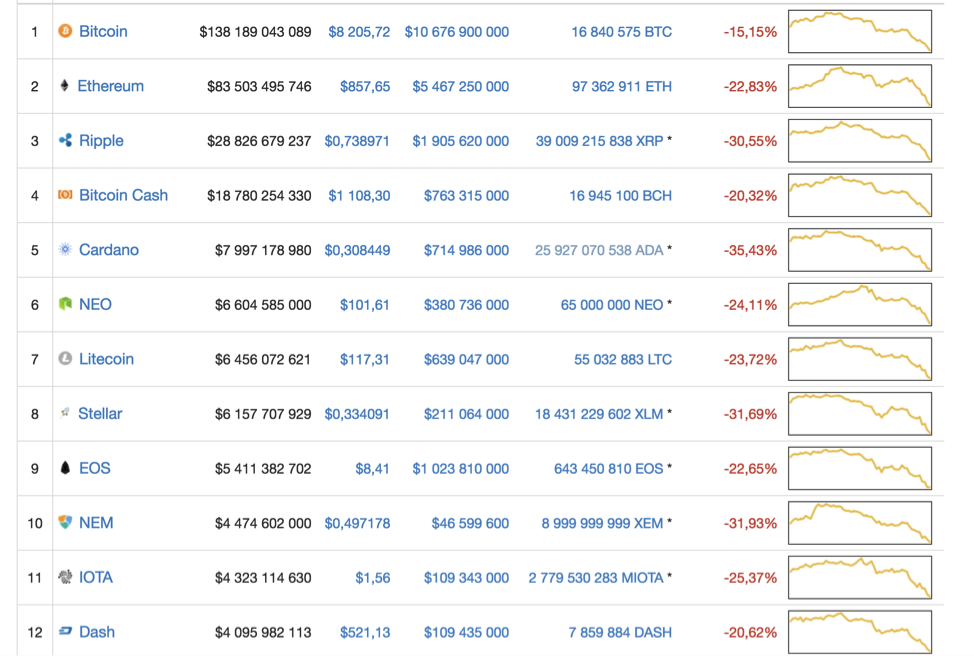 1 Bitcoin $138 189 043 089 $8 205,72 $10 676 900 000 16 840 575 BTC -15,15%
2 Ethereum $83 503 495 746 $857,65 $5 467 250 000 97 362 911 ETH -22,83%
3 Ripple $28 826 679 237 $0,738971 $1 905 620 000 39 009 215 838 XRP * -30,55%
4 Bitcoin Cash $18 780 254 330 $1 108,30 $763 315 000 16 945 100 BCH -20,32%
5 Cardano $7 997 178 980 $0,308449 $714 986 000 25 927 070 538 ADA * -35,43%
6 NEO $6 604 585 000 $101,61 $380 736 000 65 000 000 NEO * -24,11%
7 Litecoin $6 456 072 621 $117,31 $639 047 000 55 032 883 LTC -23,72%
8 Stellar $6 157 707 929 $0,334091 $211 064 000 18 431 229 602 XLM * -31,69%
9 EOS $5 411 382 702 $8,41 $1 023 810 000 643 450 810 EOS * -22,65%
10 NEM $4 474 602 000 $0,497178 $46 599 600 8 999 999 999 XEM * -31,93%
11 IOTA $4 323 114 630 $1,56 $109 343 000 2 779 530 283 MIOTA * -25,37%
12 Dash $4 095 982 113 $521,13 $109 435 000 7 859 884 DASH -20,62%